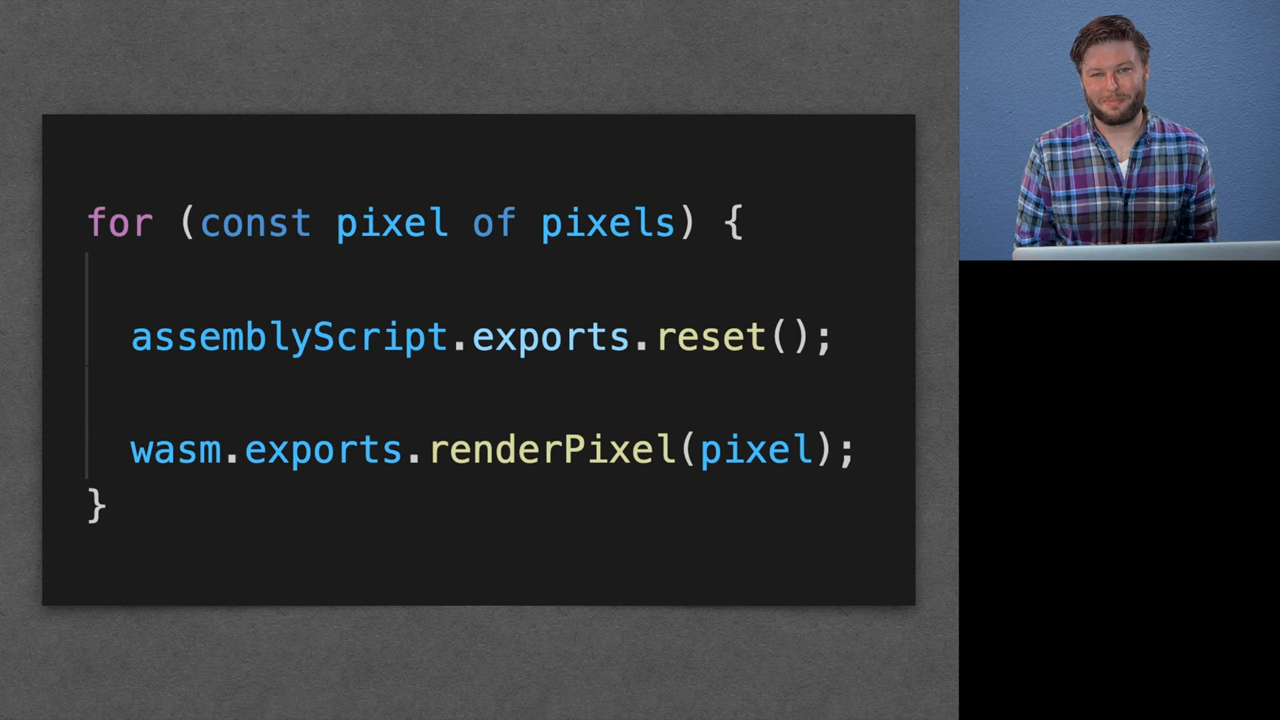 for (const pixel of pixels) {
assemblyScript.exports.reset();
wasm.exports.renderPixel(pixel);
}